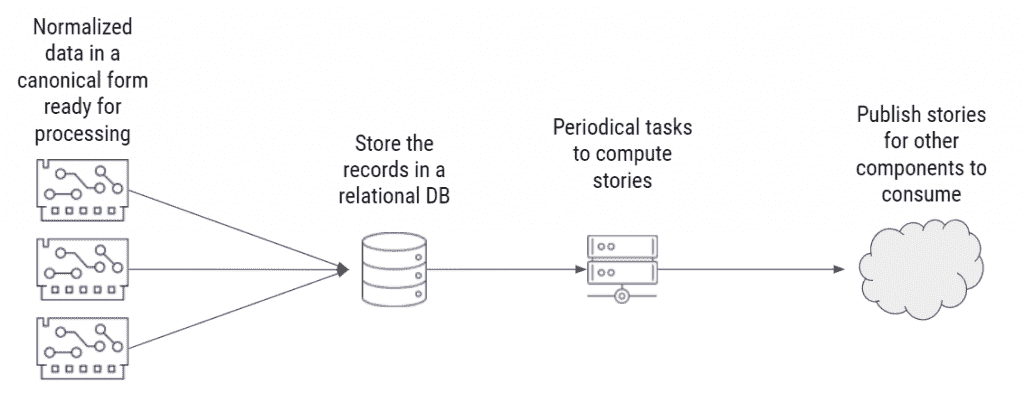 Normalized
data in a
canonical form
ready for
processing
Store the
records in a
relational DB
Periodical tasks
to compute
stories
Publish stories
for other
components to
consume